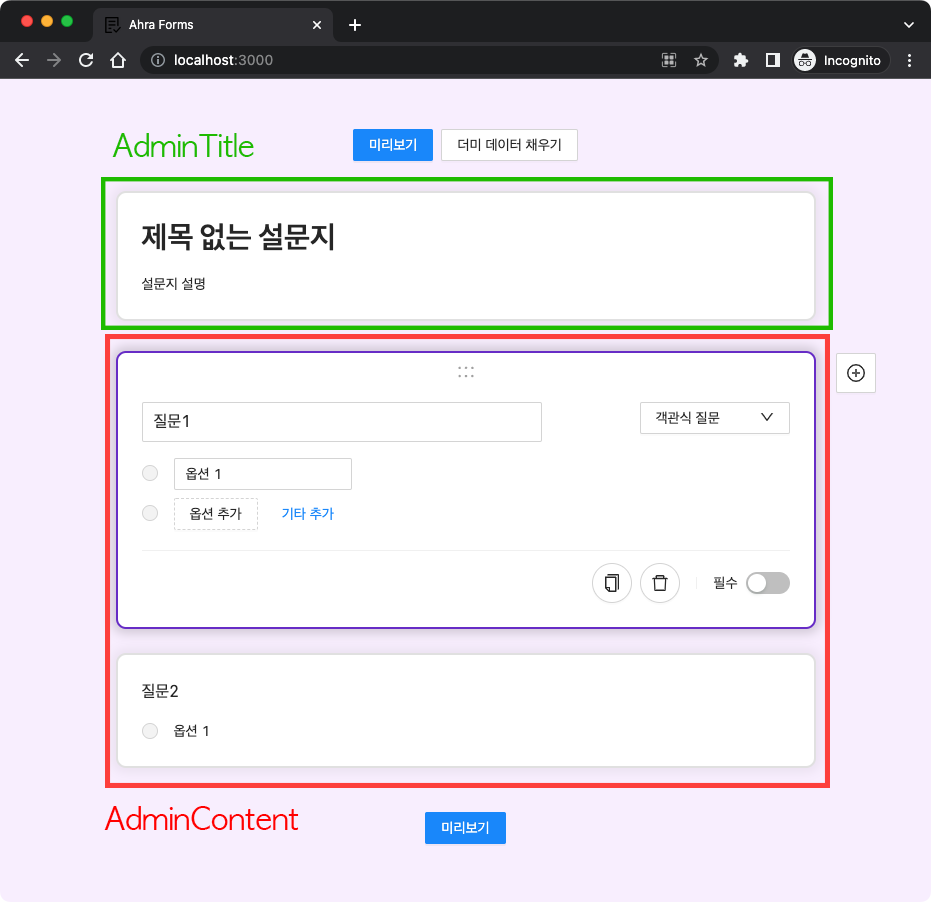 Ahra Forms
localhost:3000
Incognito
AdminTitle
미리보기
더미 데이터 채우기
제목 없는 설문지
설문지 설명
질문1
객관식 질문
옵션 1
옵션 추가
기타 추가
필수
질문2
옵션 1
AdminContent
미리보기